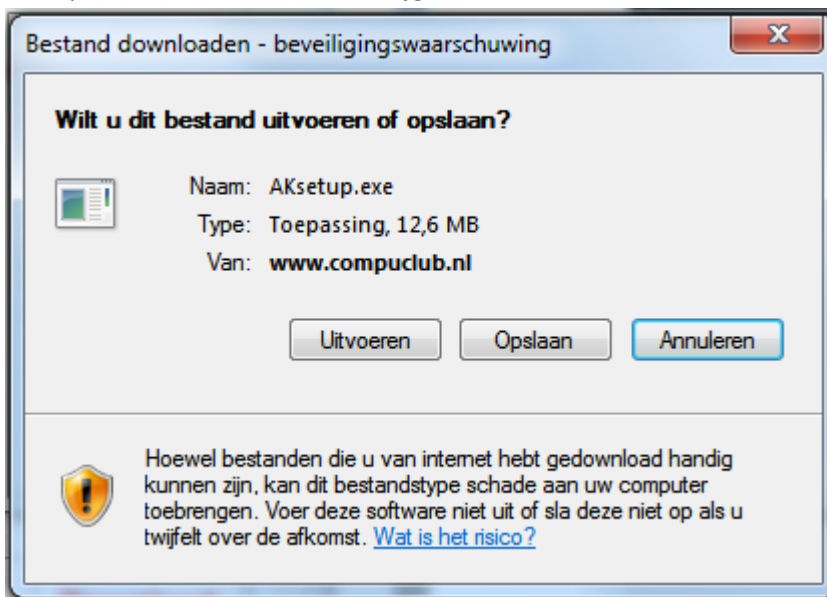 Bestand downloaden - beveiligingswaarschuwing
Wilt u dit bestand uitvoeren of opslaan?
Naam: AKsetup.exe
Type: Toepassing, 12,6 MB
Van: www.compuclub.nl
Uitvoeren Opslaan Annuleren
Hoewel bestanden die u van internet hebt gedownload handig
kunnen zijn, kan dit bestandstype schade aan uw computer
toebrengen. Voer deze software niet uit of sla deze niet op als u
twijfelt over de afkomst. Wat is het risico?